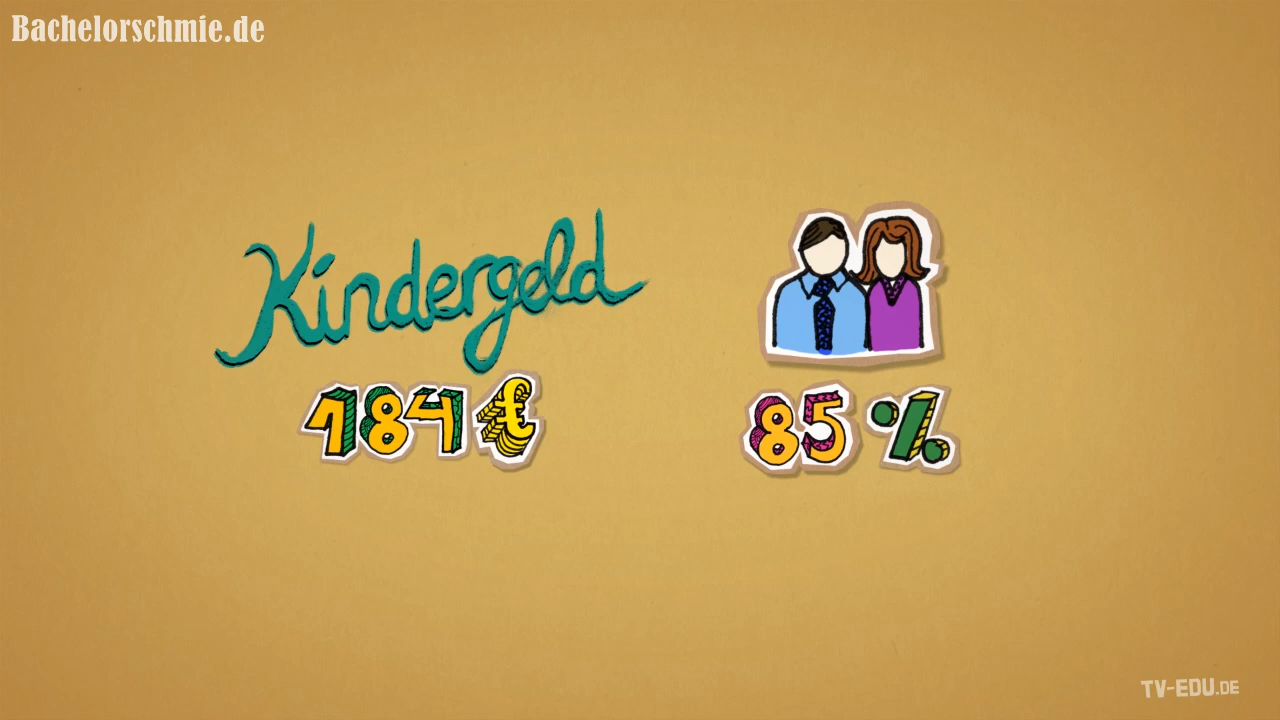 Bachelorschmie.de
Kindergeld
184 €
85 %
TV-EDU.DE